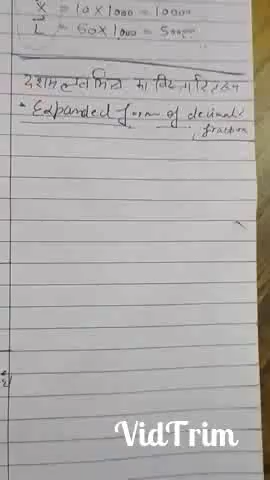 X̅ = 10 × 1000 = 10000
L̅ = 50 × 1000 = 50000
दशमलव भिन्न का विस्तारित रूप
* Expanded form of decimal
fraction
VidTrim